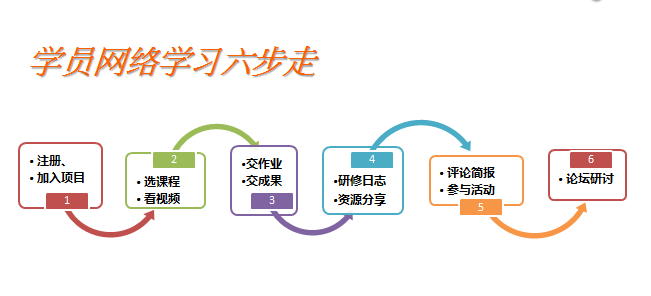 学员网络学习六步走
• 注册、
• 加入项目
1
2
• 选课程
• 看视频
•交作业
•交成果
3
4
•研修日志
•资源分享
• 评论简报
• 参与活动
5
6
• 论坛研讨